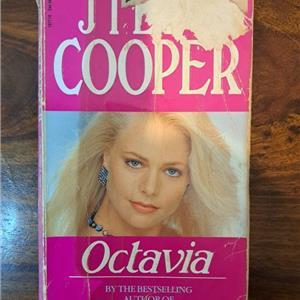 COOPER
Octavia
BY THE BESTSELLING
AUTHOR OF